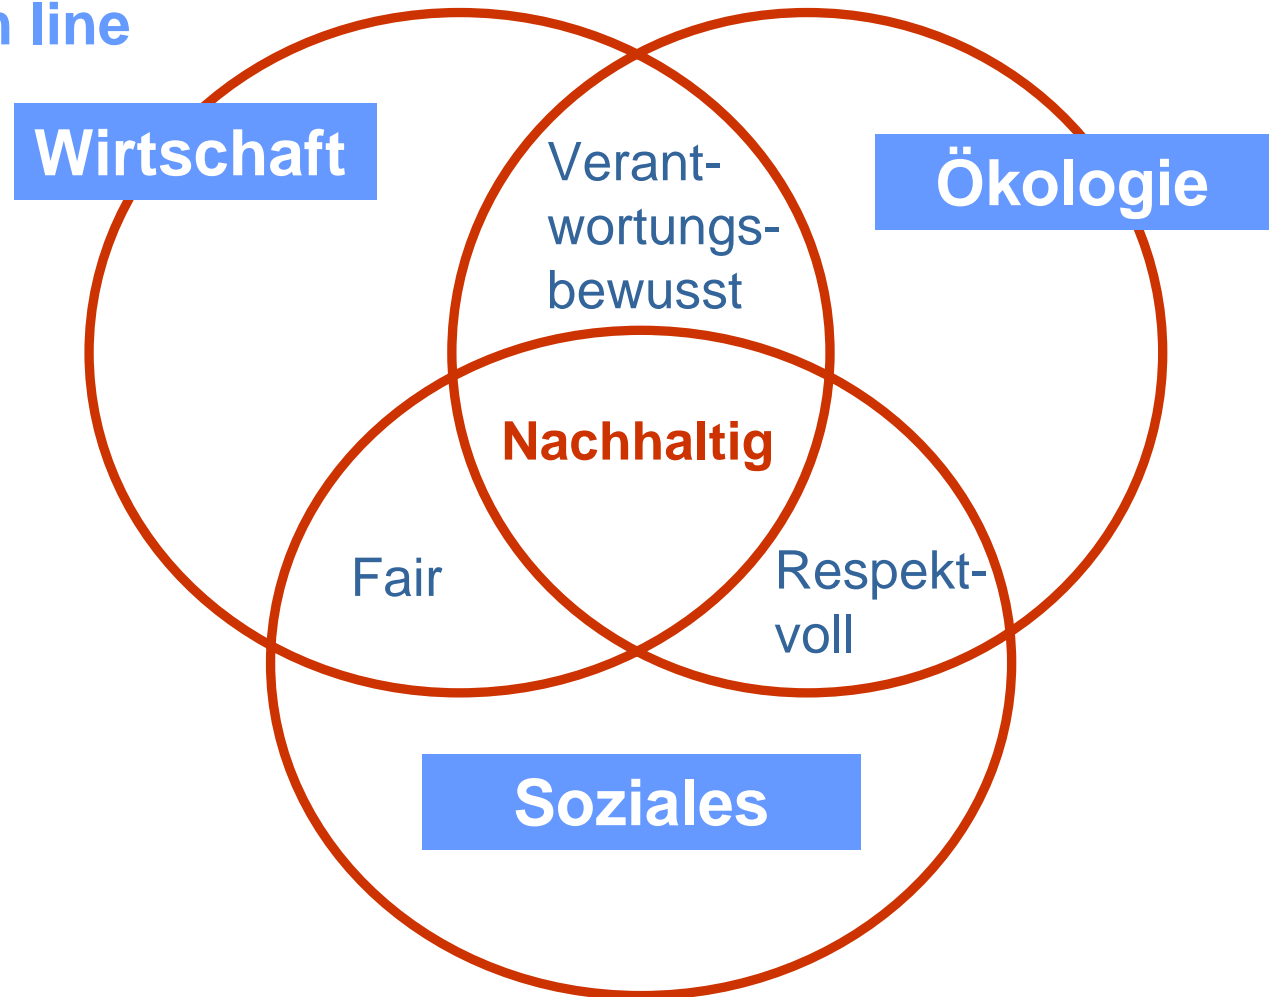 line
Wirtschaft
Ökologie
Verant-
wortungs-
bewusst
Nachhaltig
Fair
Respekt-
voll
Soziales